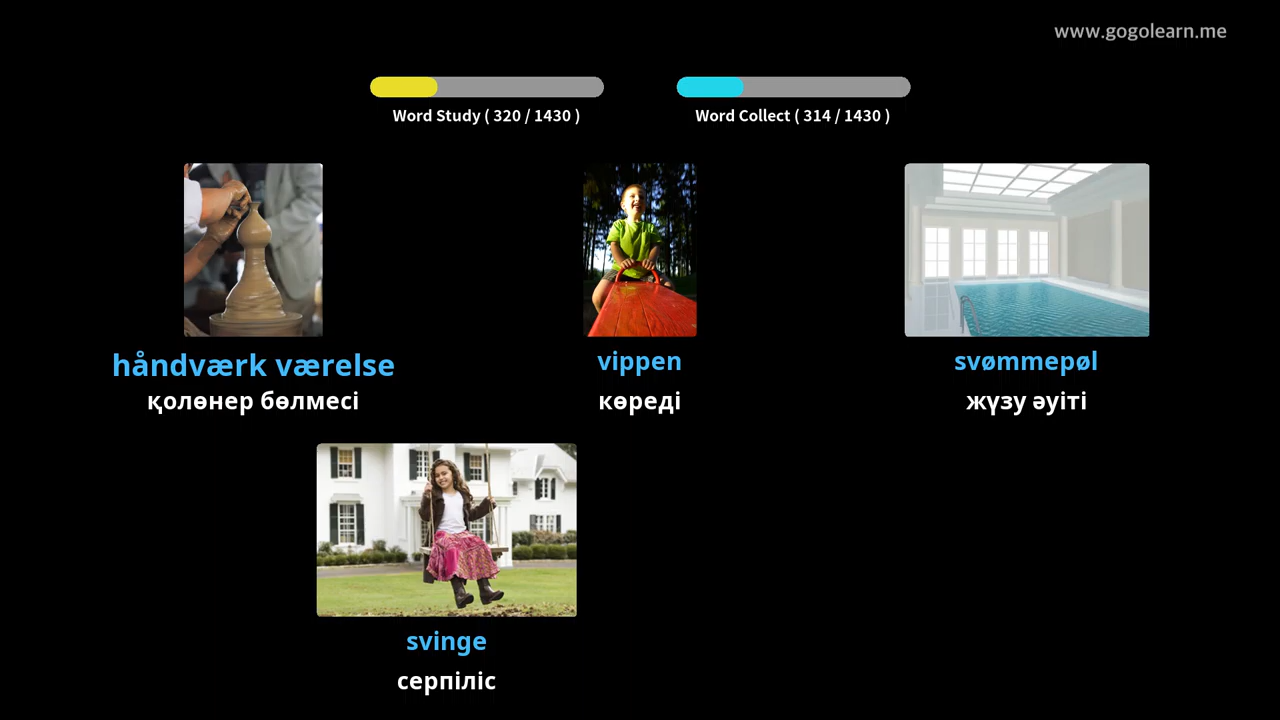 www.gogolearn.me
Word Study ( 320 / 1430 )
Word Collect ( 314 / 1430 )
håndværk værelse
қолөнер бөлмесі
vippen
көреді
svømmepøl
жүзу әуіті
svinge
серпіліс